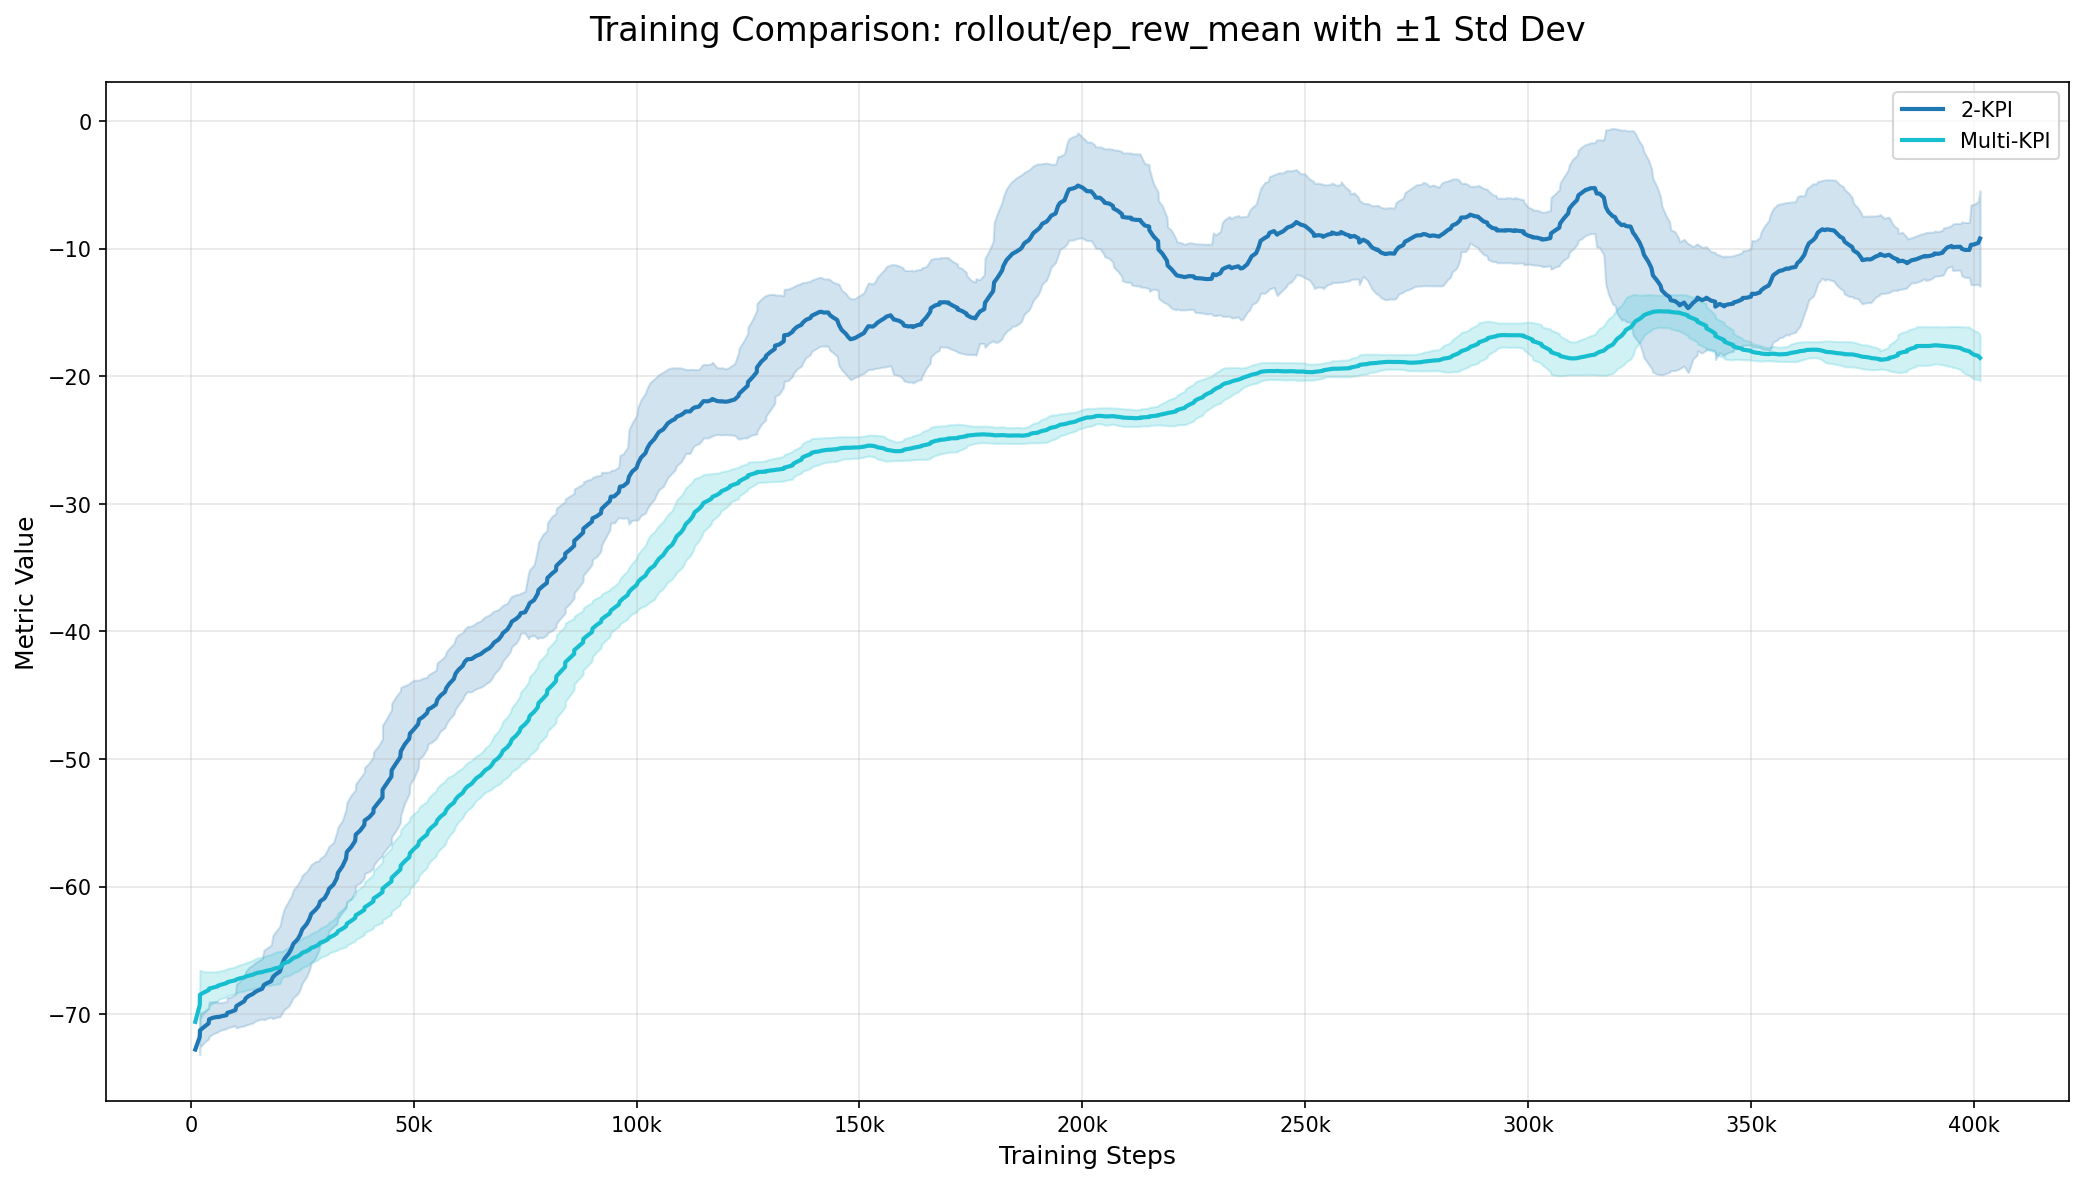 Training Comparison: rollout/ep_rew_mean with ±1 Std Dev
2-KPI
Multi-KPI
Metric Value
0
−10
−20
−30
−40
−50
−60
−70
0
50k
100k
150k
200k
250k
300k
350k
400k
Training Steps